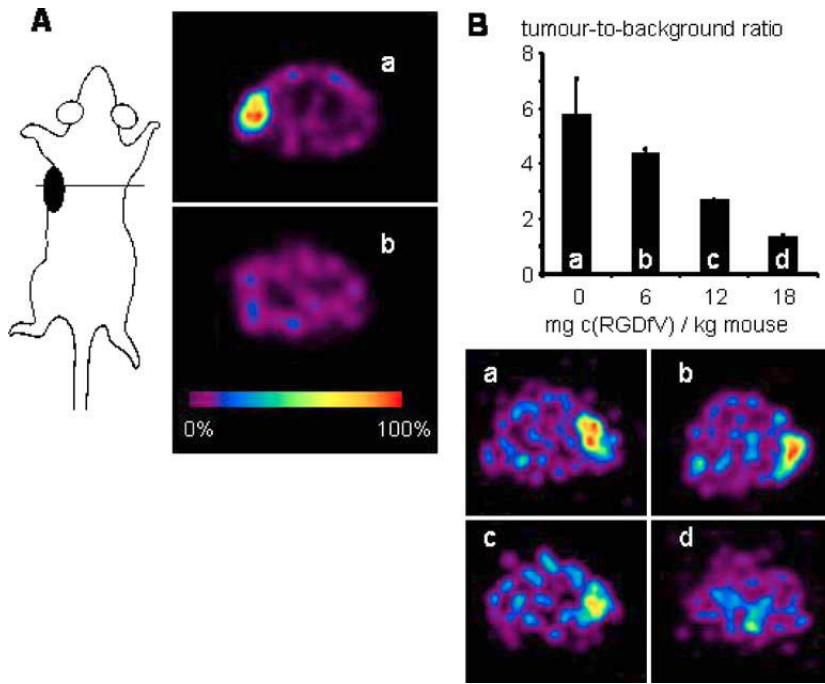 A
a
b
0% 100%
B tumour-to-background ratio
8
6
4
2
0
a b c d
0 6 12 18
mg c(RGDfV) / kg mouse
a b
c d